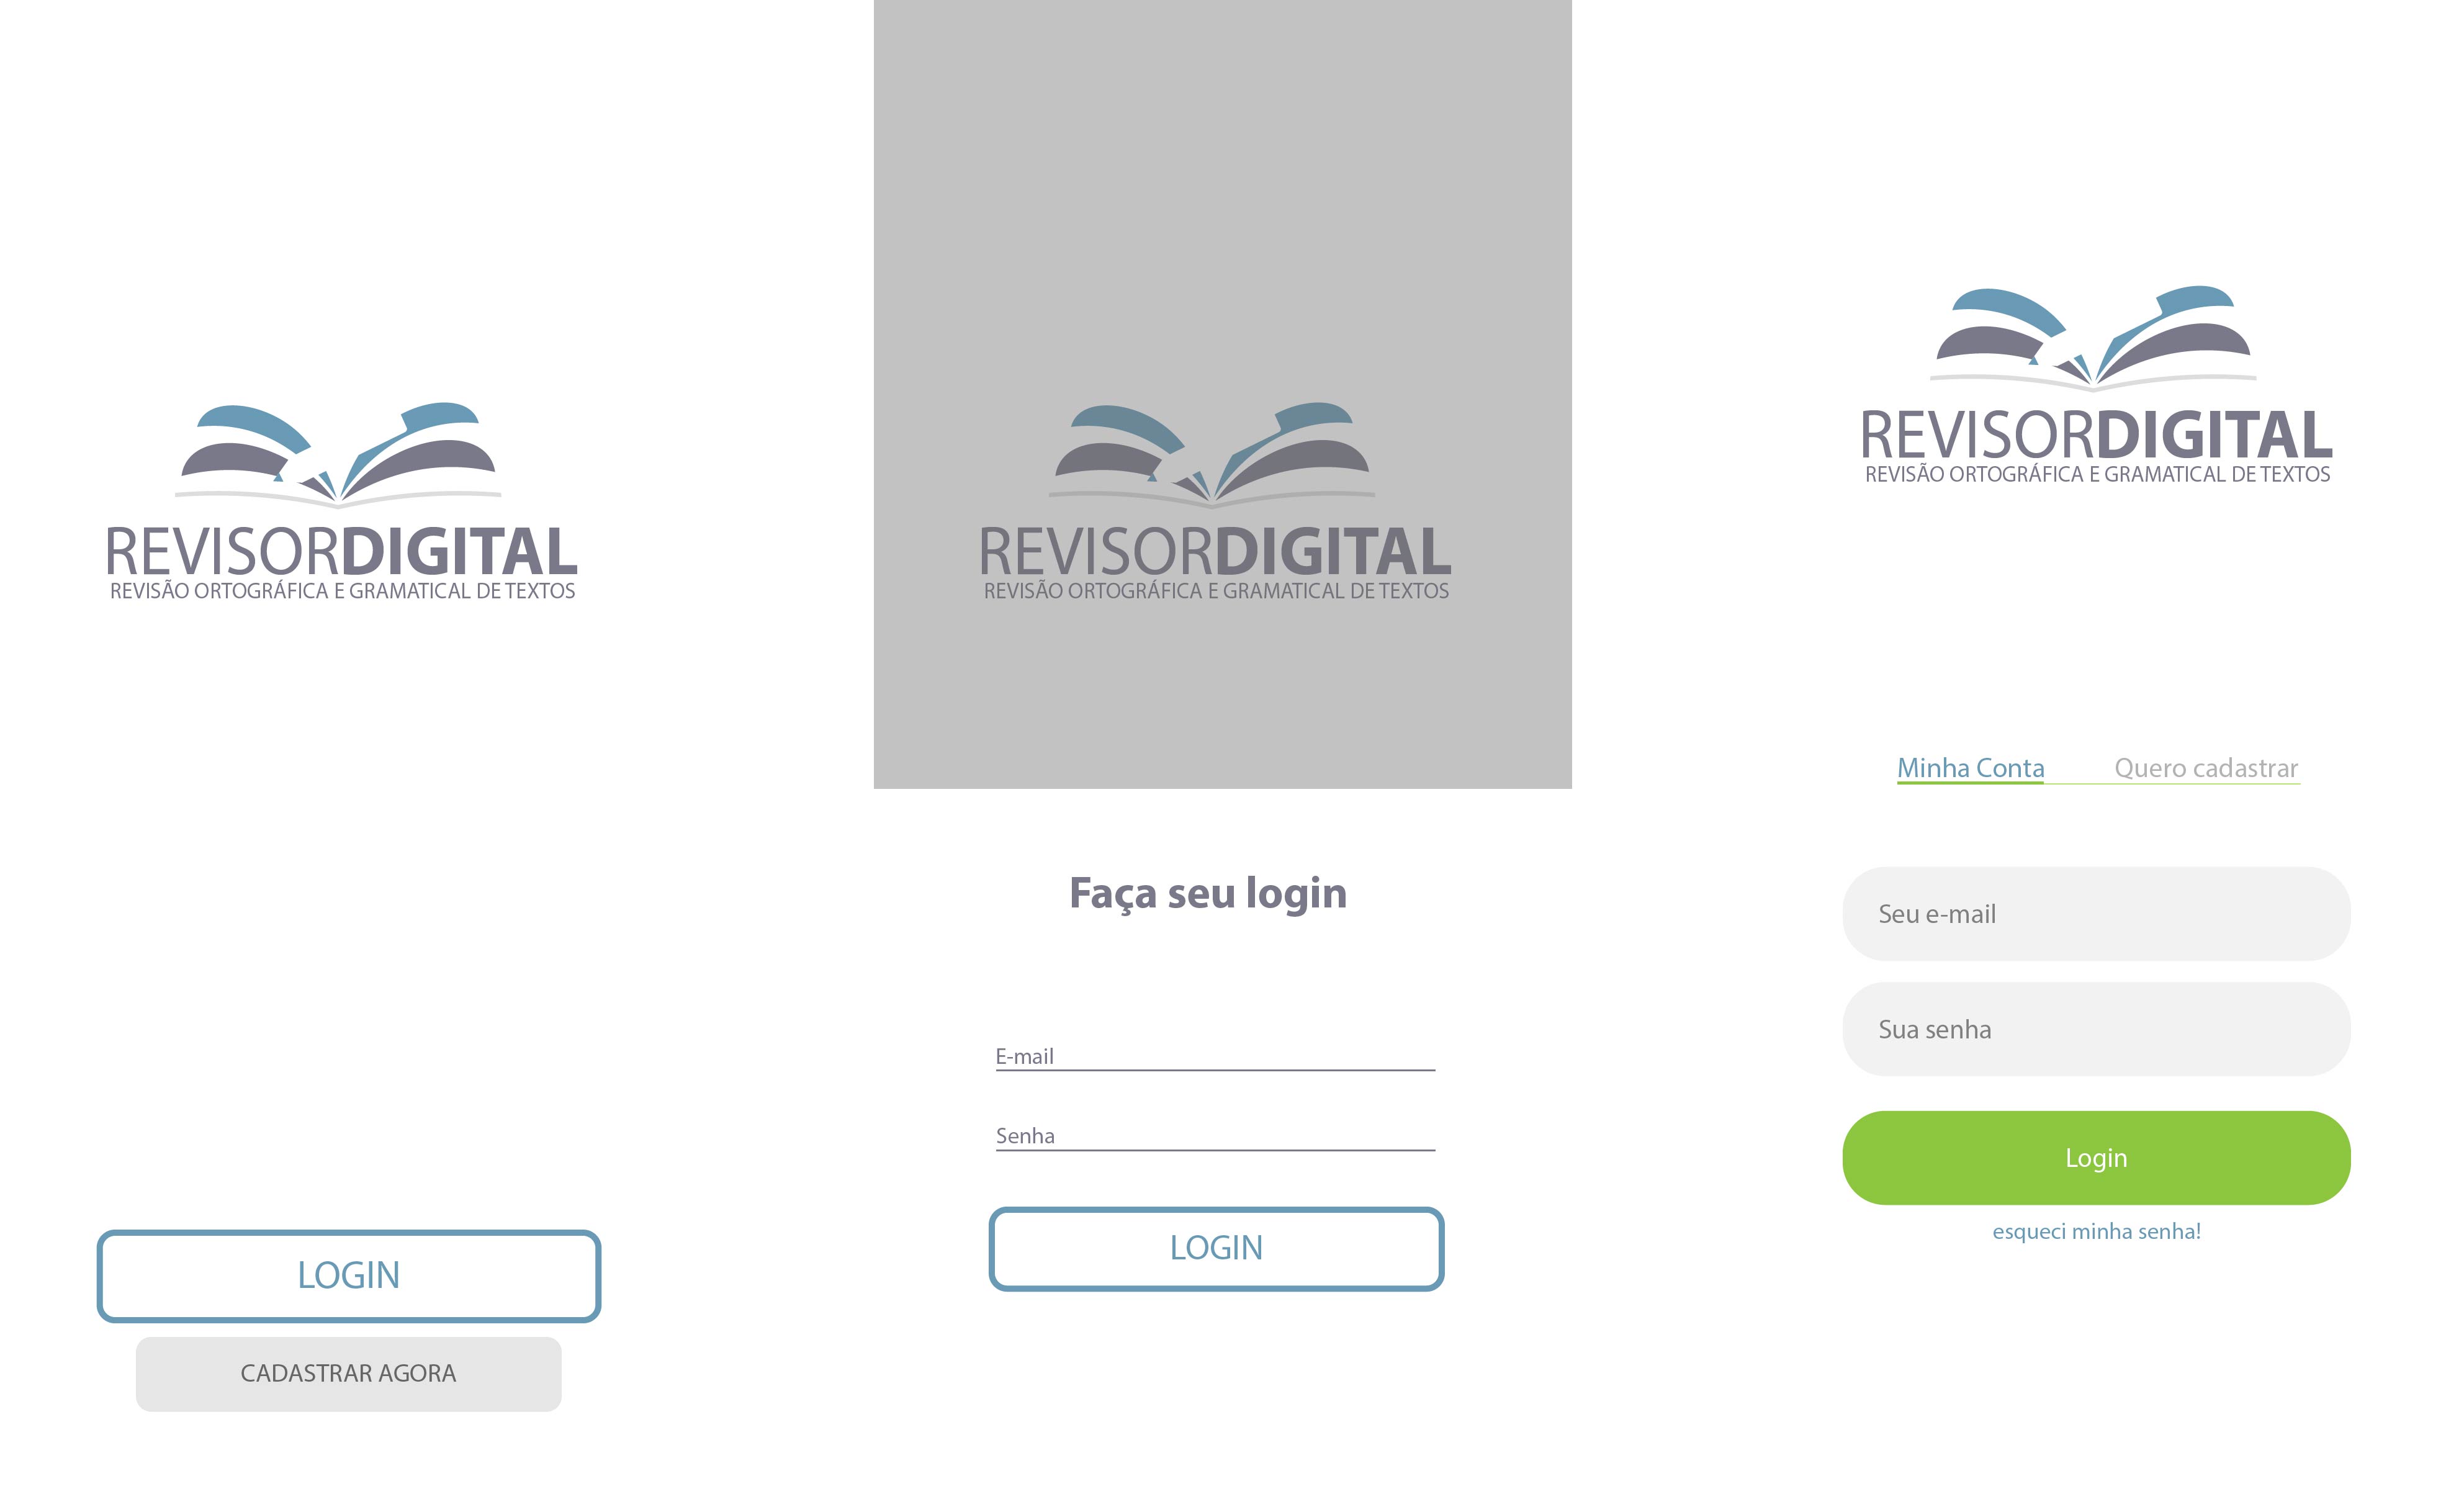 REVISORDIGITAL
REVISÃO ORTOGRÁFICA E GRAMATICAL DE TEXTOS
LOGIN
CADASTRAR AGORA
REVISORDIGITAL
REVISÃO ORTOGRÁFICA E GRAMATICAL DE TEXTOS
Faça seu login
E-mail
Senha
LOGIN
REVISORDIGITAL
REVISÃO ORTOGRÁFICA E GRAMATICAL DE TEXTOS
Minha Conta Quero cadastrar
Seu e-mail
Sua senha
Login
esqueci minha senha!